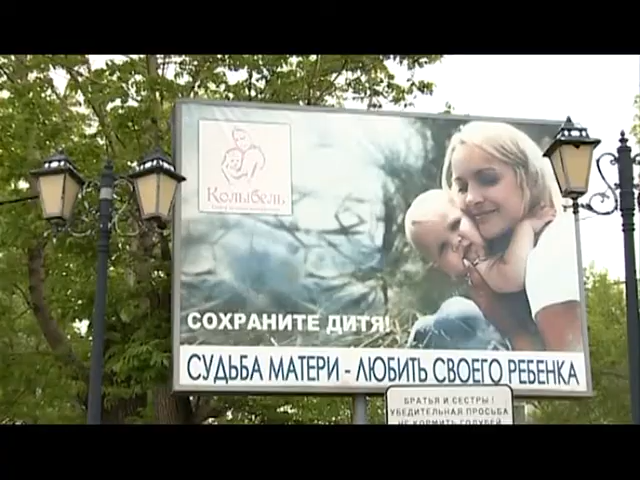 Колыбель
СОХРАНИТЕ ДИТЯ!
СУДЬБА МАТЕРИ - ЛЮБИТЬ СВОЕГО РЕБЕНКА
БРАТЬЯ И СЕСТРЫ!
УБЕДИТЕЛЬНАЯ ПРОСЬБА
НЕ КОРМИТЬ ГОЛУБЕЙ